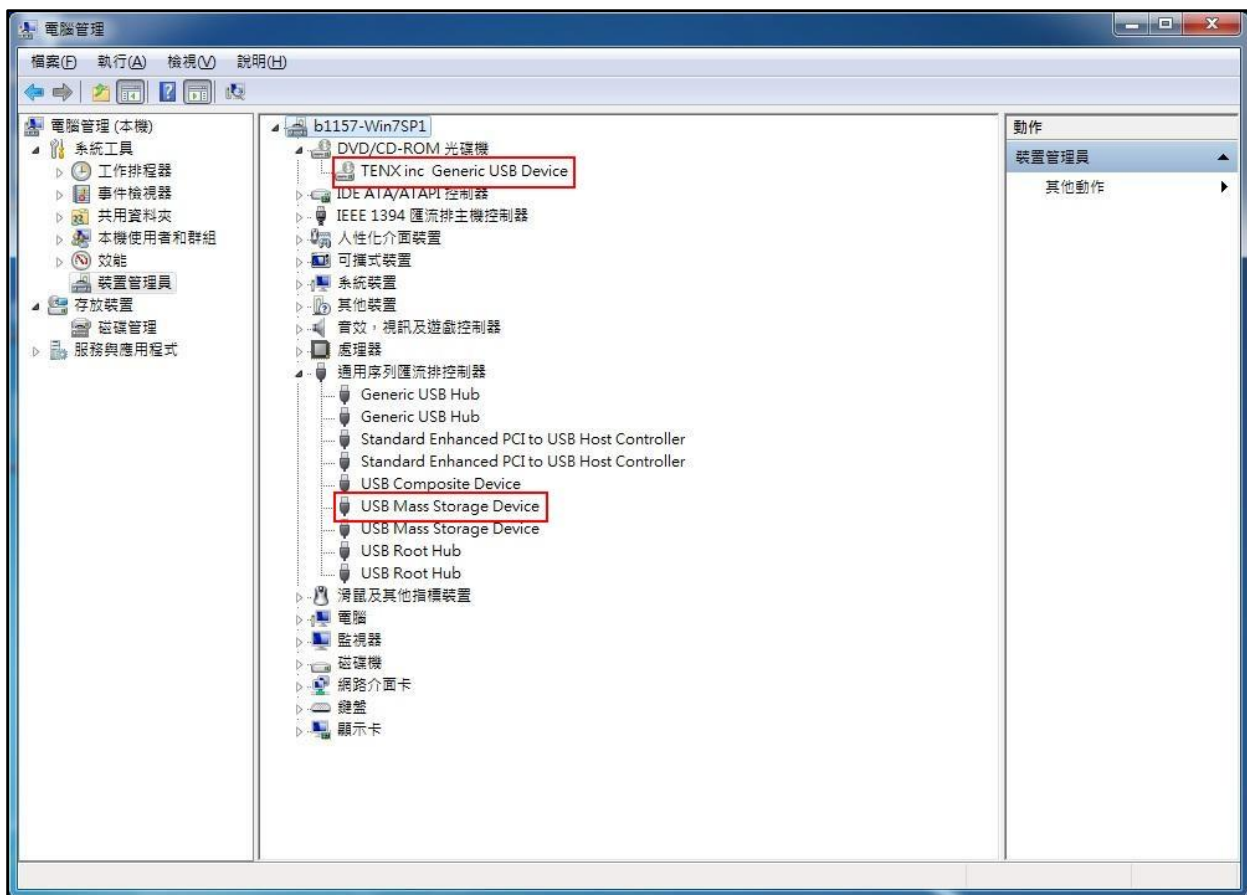 電腦管理
檔案(F) 執行(A) 檢視(V) 說明(H)
電腦管理 (本機)
系統工具
工作排程器
事件檢視器
共用資料夾
本機使用者和群組
效能
裝置管理員
存放裝置
磁碟管理
服務與應用程式
b1157-Win7SP1
DVD/CD-ROM 光碟機
TENX inc Generic USB Device
IDE ATA/ATAPI 控制器
IEEE 1394 匯流排主機控制器
人性化介面裝置
可攜式裝置
系統裝置
其他裝置
音效，視訊及遊戲控制器
處理器
通用序列匯流排控制器
Generic USB Hub
Generic USB Hub
Standard Enhanced PCI to USB Host Controller
Standard Enhanced PCI to USB Host Controller
USB Composite Device
USB Mass Storage Device
USB Mass Storage Device
USB Root Hub
USB Root Hub
滑鼠及其他指標裝置
電腦
監視器
磁碟機
網路介面卡
鍵盤
顯示卡
動作
裝置管理員
其他動作